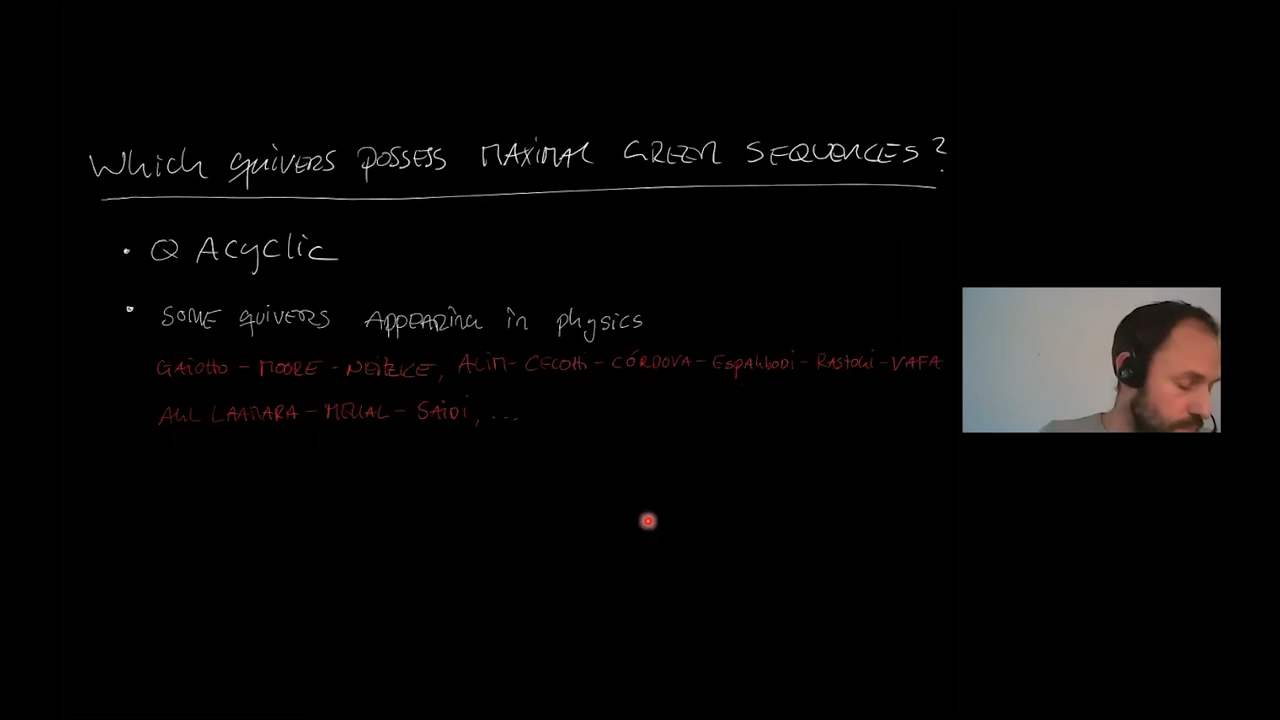 Which quivers possess MAXIMAL GREEN SEQUENCES?
• Q Acyclic
• SOME quivers APPEARING in physics
GAIOTTO - MOORE - NEITZKE, ALIM - CECOTTI - CÓRDOVA - ESPAHBODI - RASTOGI - VAFA
AHL LAAMARA - MELLAL - SAIDI, ...